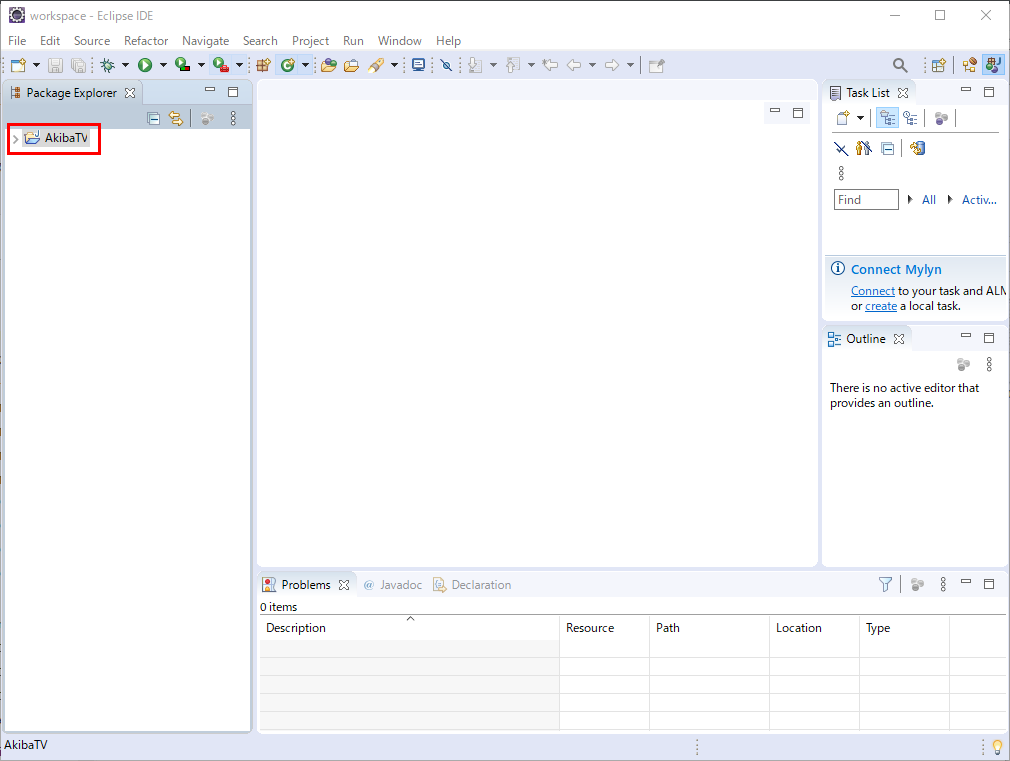 workspace - Eclipse IDE
File Edit Source Refactor Navigate Search Project Run Window Help
Package Explorer
AkibaTV
Task List
Find All Activ...
Connect Mylyn
Connect to your task and ALM
or create a local task.
Outline
There is no active editor that
provides an outline.
Problems @ Javadoc Declaration
0 items
Description Resource Path Location Type
AkibaTV